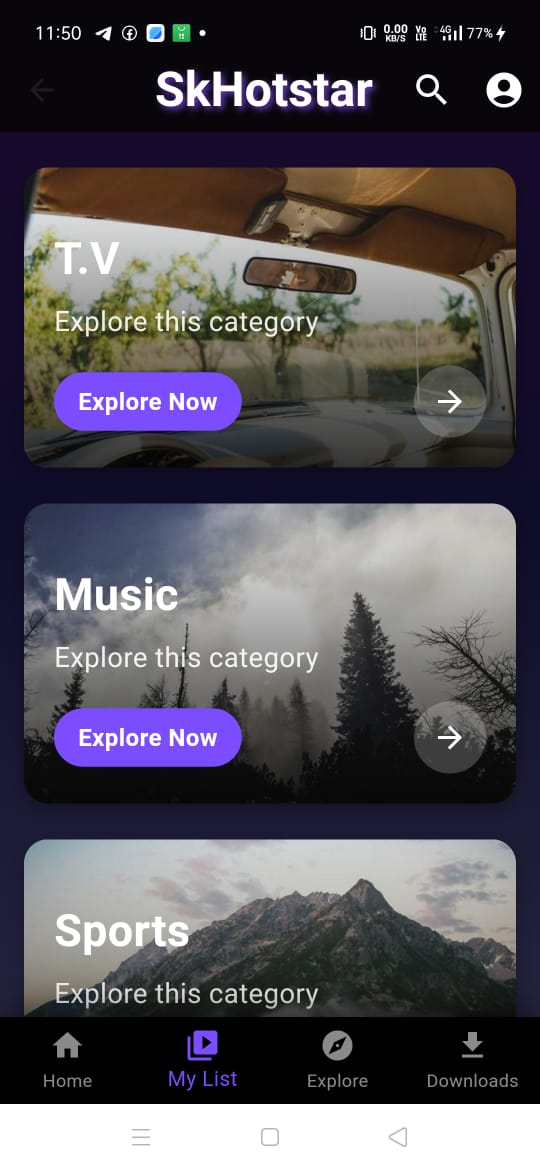 11:50 0.00 KB/S Vo LTE 4G 77%
SkHotstar
T.V
Explore this category
Explore Now
Music
Explore this category
Explore Now
Sports
Explore this category
Home My List Explore Downloads